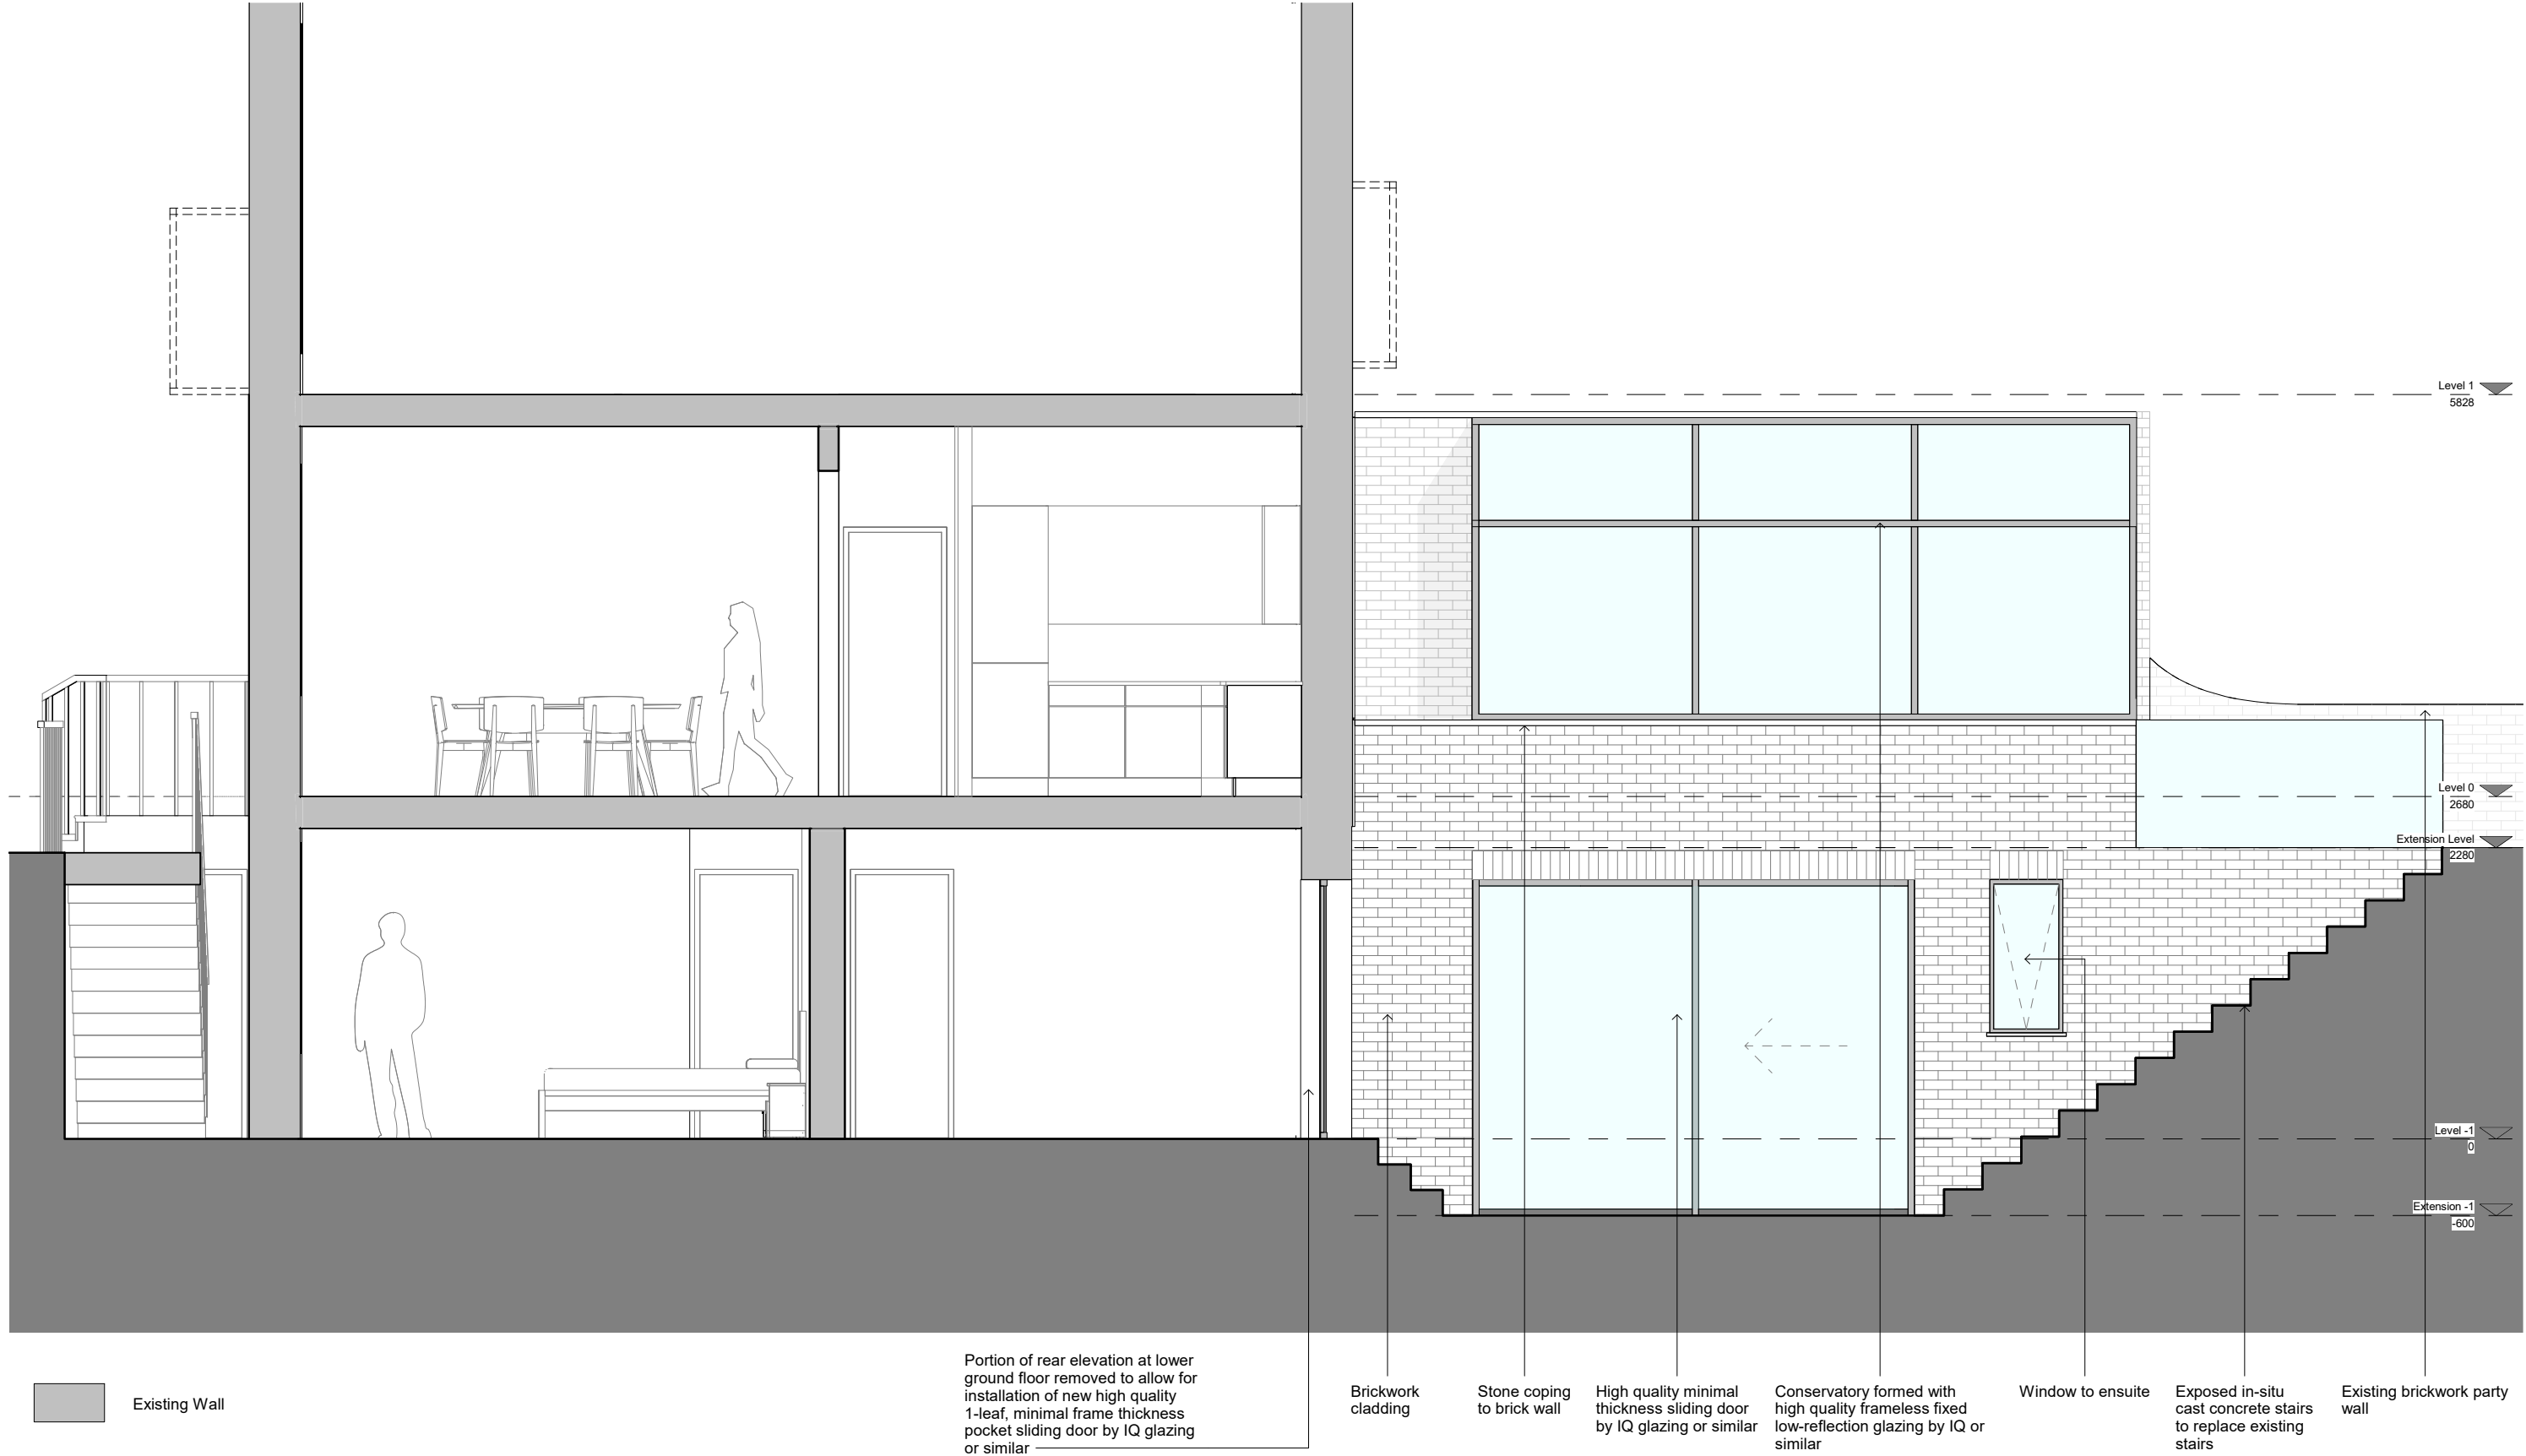 Level 1
5828
Level 0
2680
Extension Level
2280
Level -1
0
Extension -1
-600
Existing Wall
Portion of rear elevation at lower
ground floor removed to allow for
installation of new high quality
1-leaf, minimal frame thickness
pocket sliding door by IQ glazing
or similar
Brickwork
cladding
Stone coping
to brick wall
High quality minimal
thickness sliding door
by IQ glazing or similar
Conservatory formed with
high quality frameless fixed
low-reflection glazing by IQ or
similar
Window to ensuite
Exposed in-situ
cast concrete stairs
to replace existing
stairs
Existing brickwork party
wall